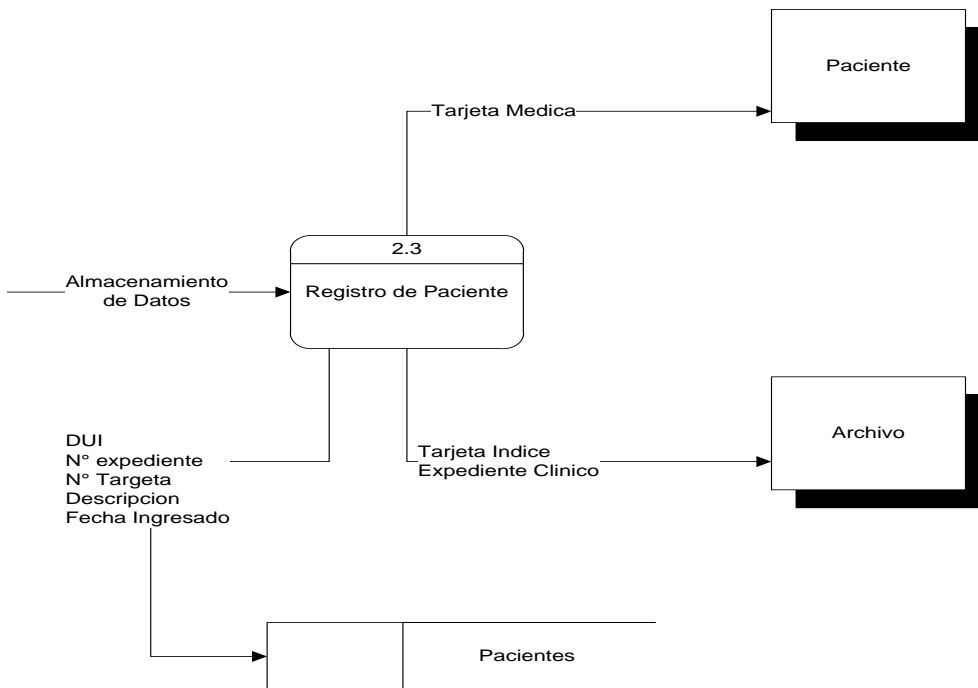 Paciente
Tarjeta Medica
2.3
Registro de Paciente
Almacenamiento
de Datos
DUI
N° expediente
N° Targeta
Descripcion
Fecha Ingresado
Tarjeta Indice
Expediente Clinico
Archivo
Pacientes